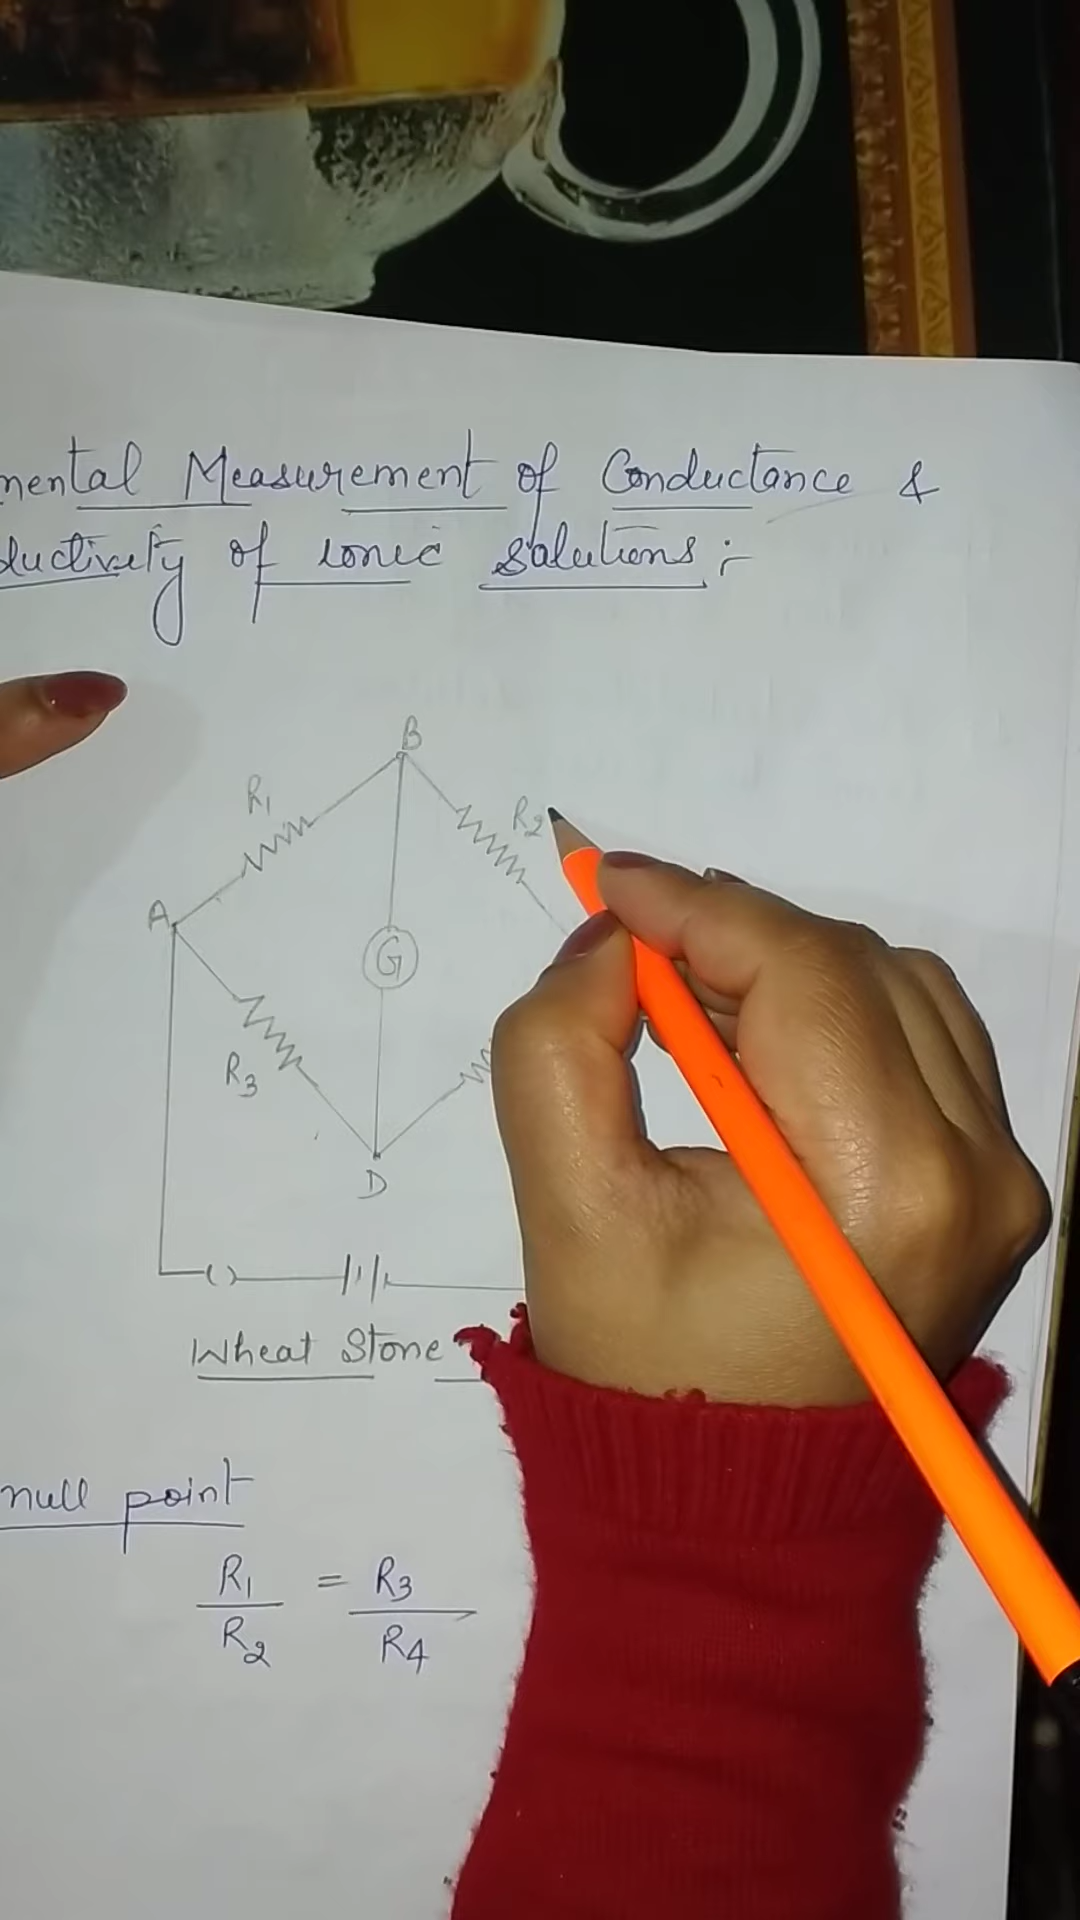 mental Measurement of Conductance &
ductivity of ionic Solutions :-
B
R1
R2
A
G
R3
D
Wheat Stone
null point
R1 = R3
R2 R4